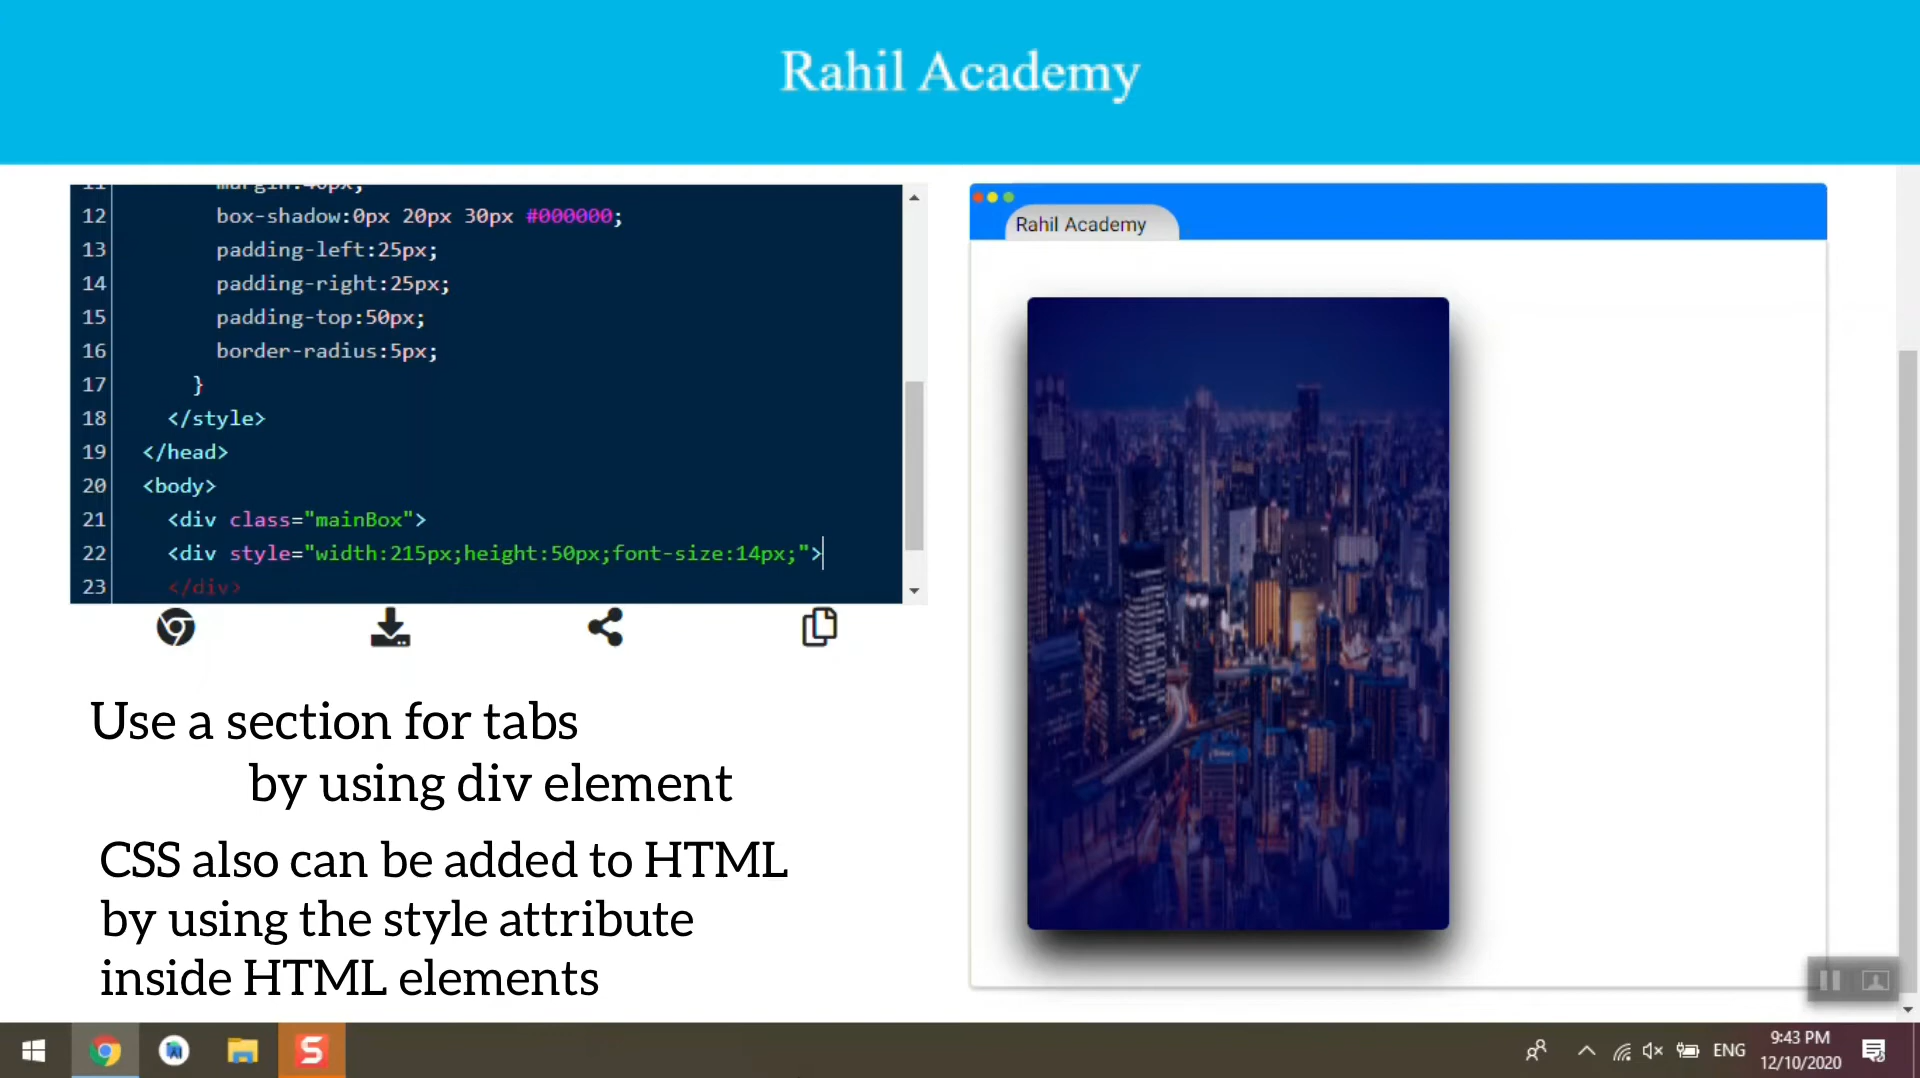 Rahil Academy
11 margin:40px;
12 box-shadow:0px 20px 30px #000000;
13 padding-left:25px;
14 padding-right:25px;
15 padding-top:50px;
16 border-radius:5px;
17 }
18 </style>
19 </head>
20 <body>
21 <div class="mainBox">
22 <div style="width:215px;height:50px;font-size:14px;">
23 </div>
Rahil Academy
Use a section for tabs
by using div element
CSS also can be added to HTML
by using the style attribute
inside HTML elements
ENG
9:43 PM
12/10/2020